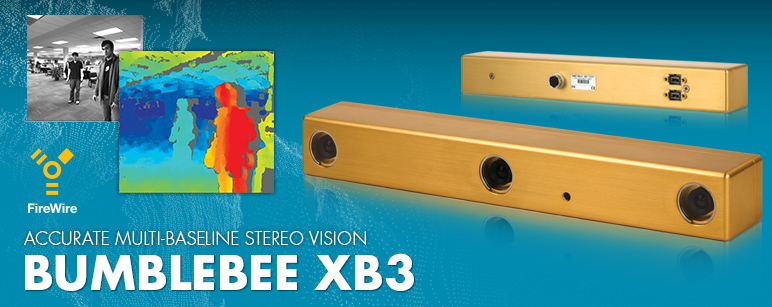 FireWire
ACCURATE MULTI-BASELINE STEREO VISION
BUMBLEBEE XB3